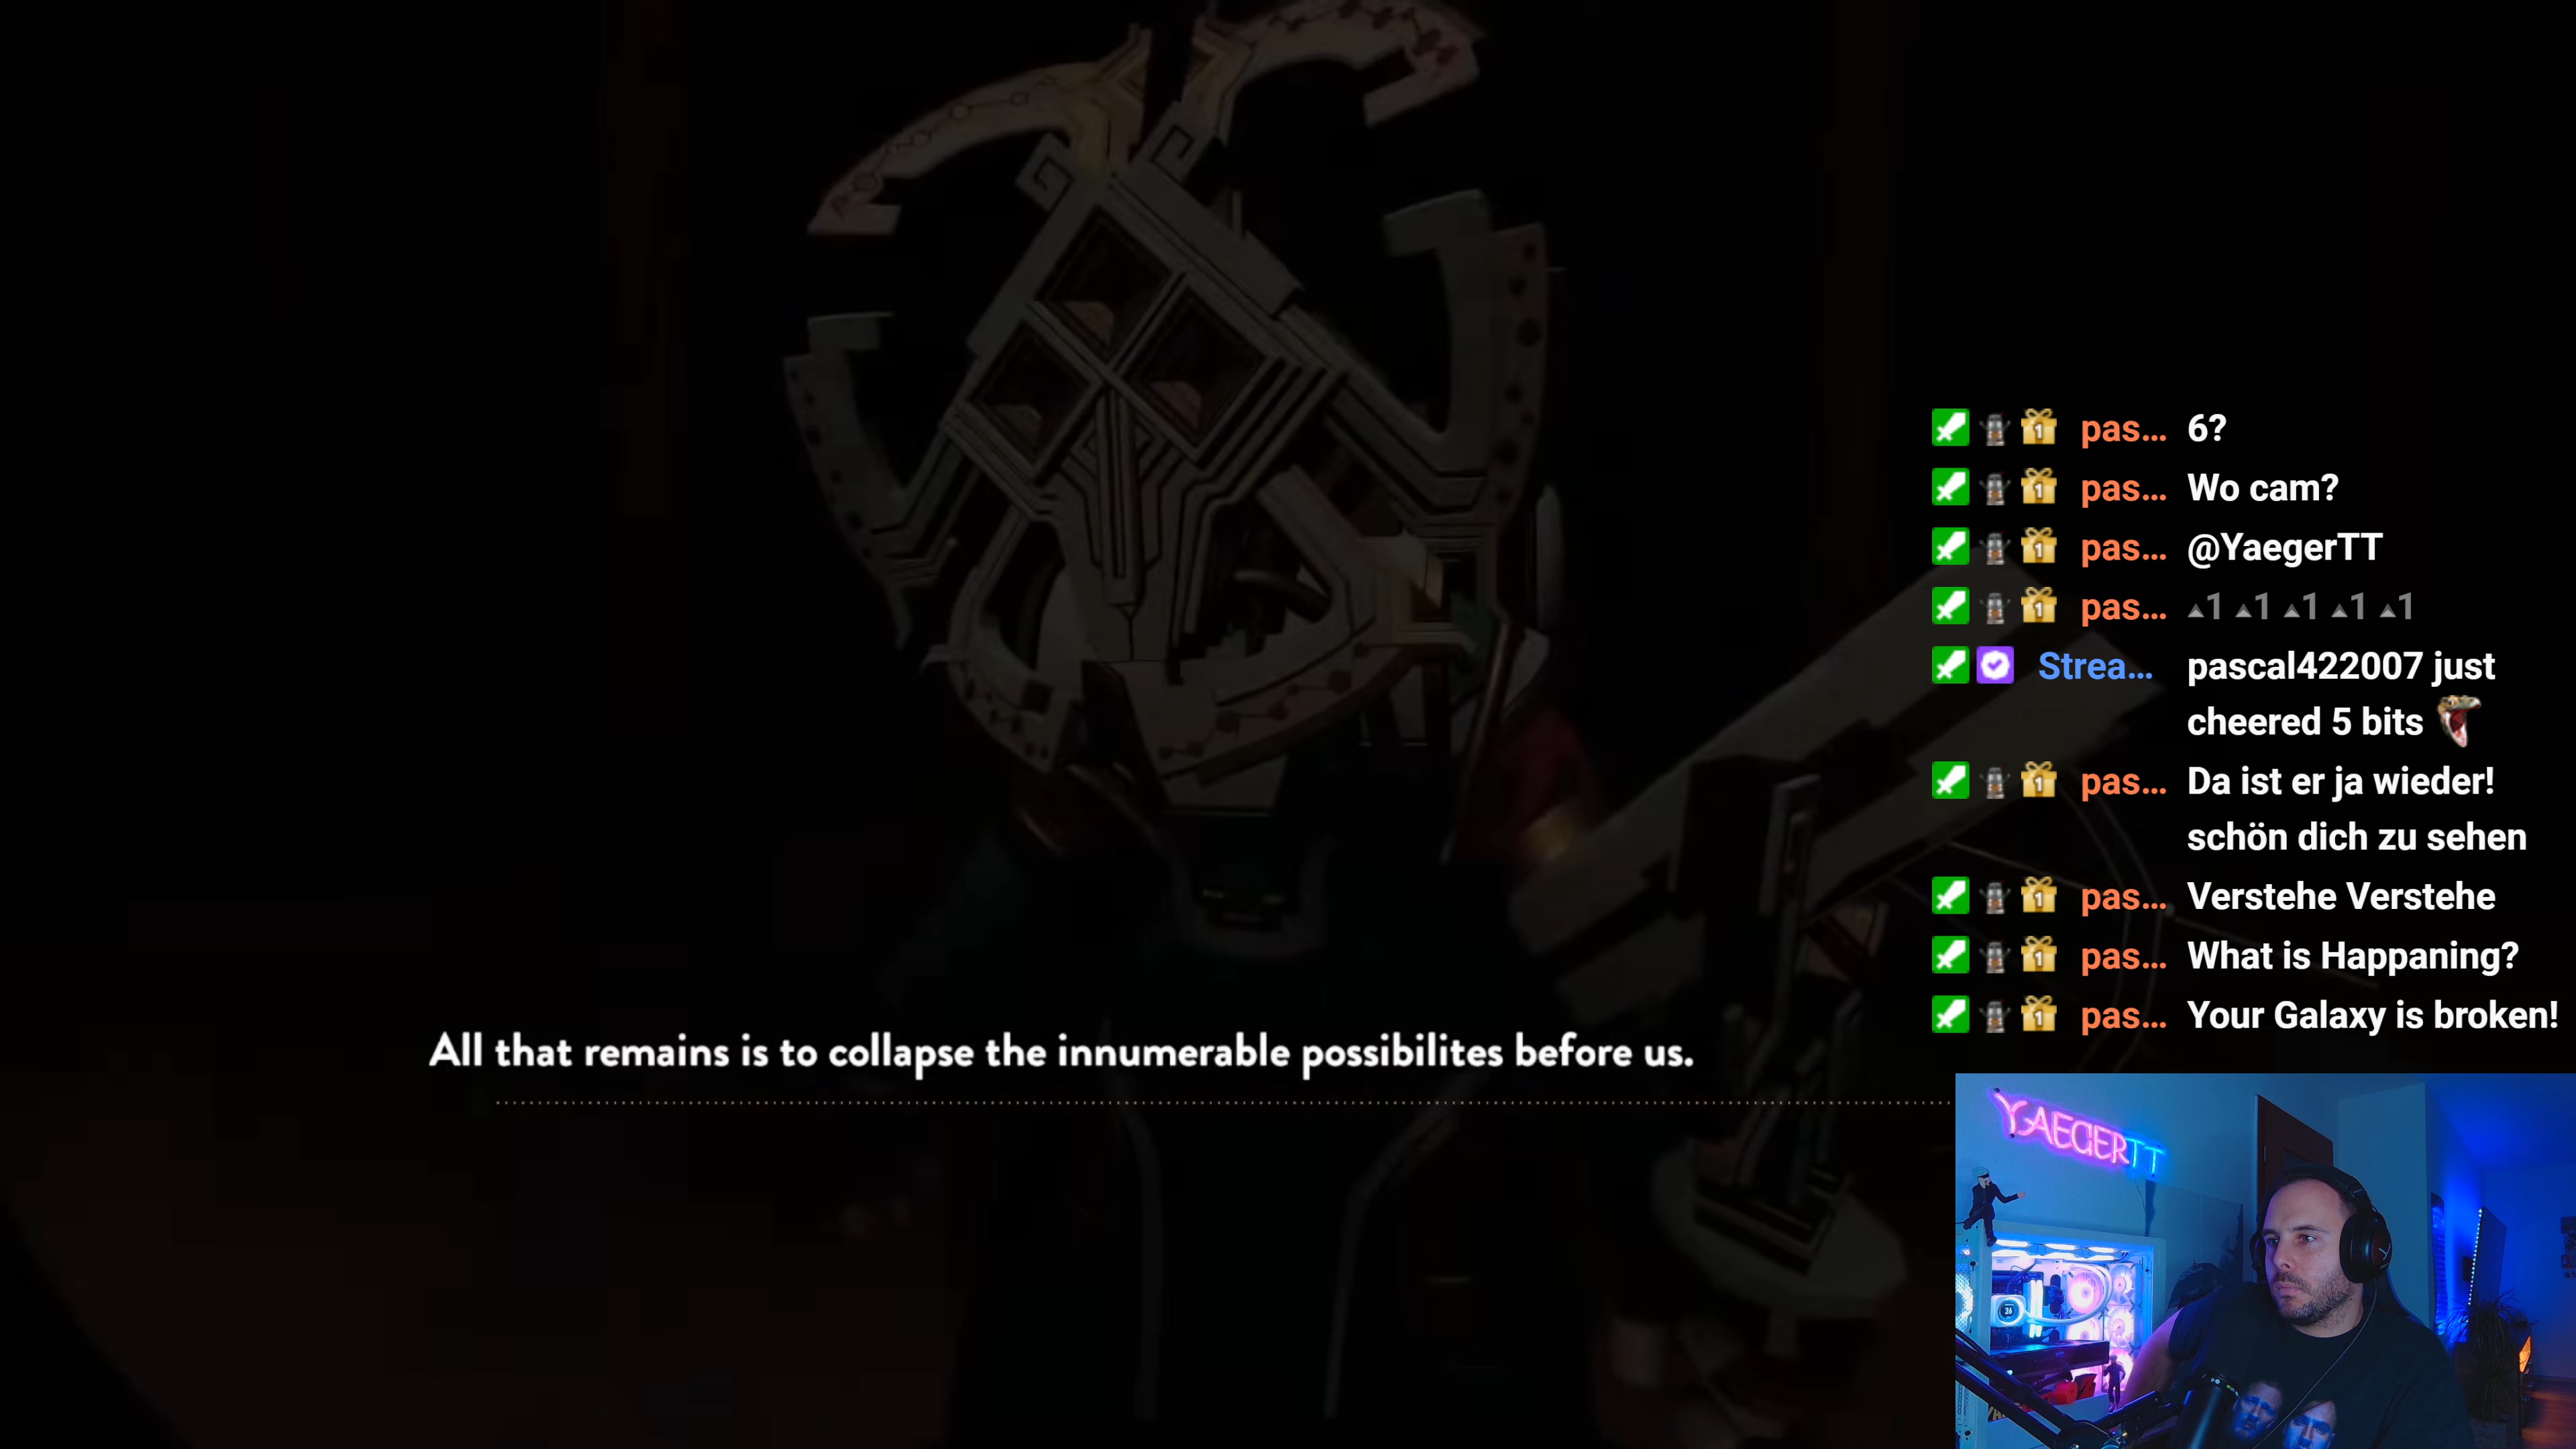 pas... 6?
pas... Wo cam?
pas... @YaegerTT
pas... 1 1 1 1 1
Strea... pascal422007 just
cheered 5 bits
pas... Da ist er ja wieder!
schön dich zu sehen
pas... Verstehe Verstehe
pas... What is Happaning?
pas... Your Galaxy is broken!
All that remains is to collapse the innumerable possibilites before us.
YAEGERTT
36